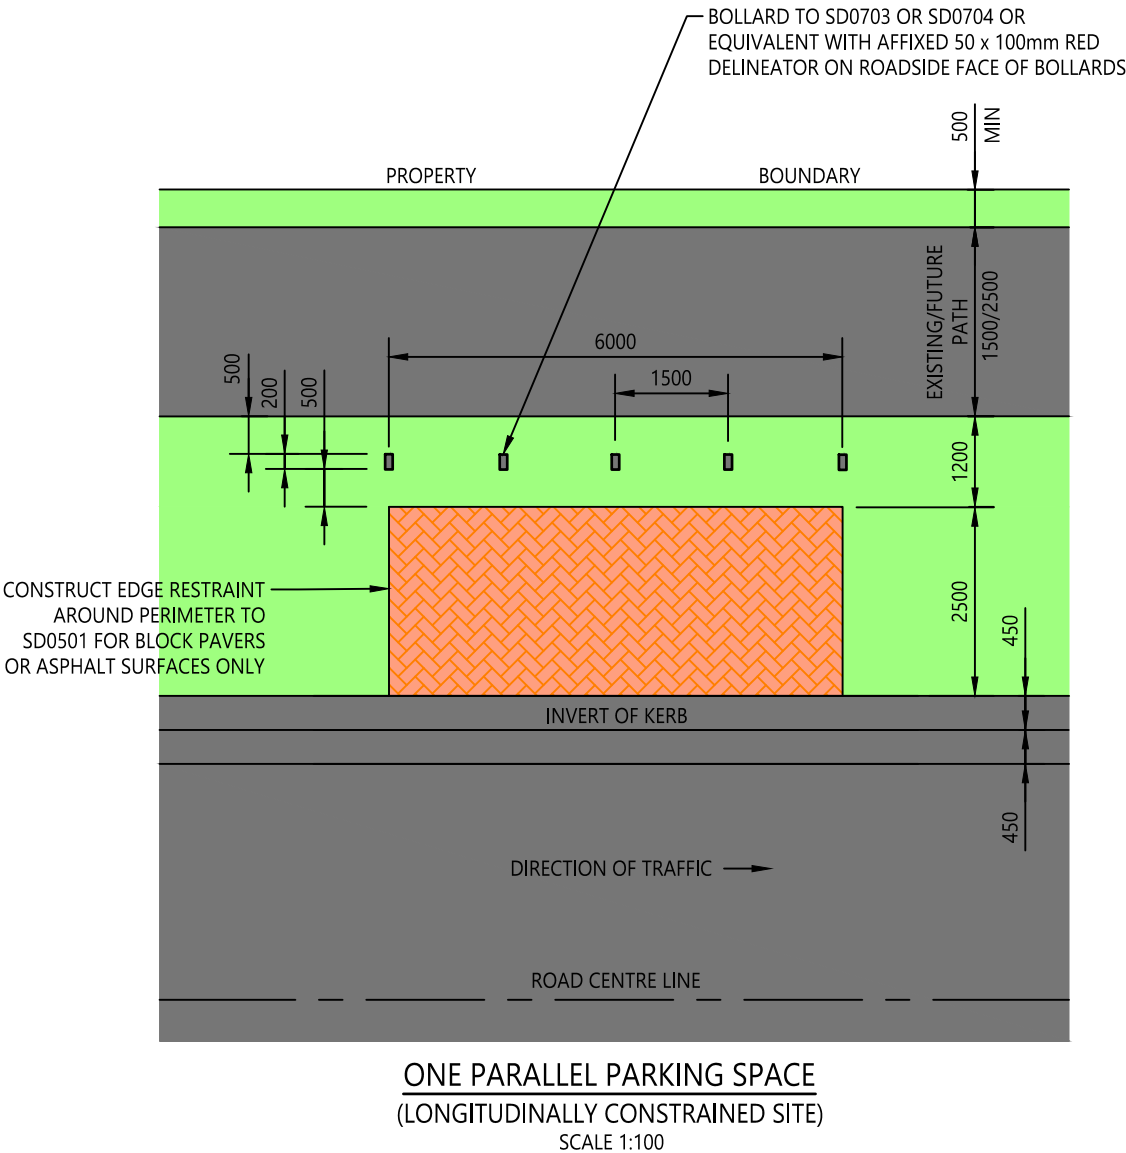 BOLLARD TO SD0703 OR SD0704 OR
EQUIVALENT WITH AFFIXED 50 x 100mm RED
DELINEATOR ON ROADSIDE FACE OF BOLLARDS
500
MIN
PROPERTY BOUNDARY
EXISTING/FUTURE
PATH
1500/2500
6000
1500
500
200
500
1200
CONSTRUCT EDGE RESTRAINT
AROUND PERIMETER TO
SD0501 FOR BLOCK PAVERS
OR ASPHALT SURFACES ONLY
2500
450
INVERT OF KERB
450
DIRECTION OF TRAFFIC
ROAD CENTRE LINE
ONE PARALLEL PARKING SPACE
(LONGITUDINALLY CONSTRAINED SITE)
SCALE 1:100